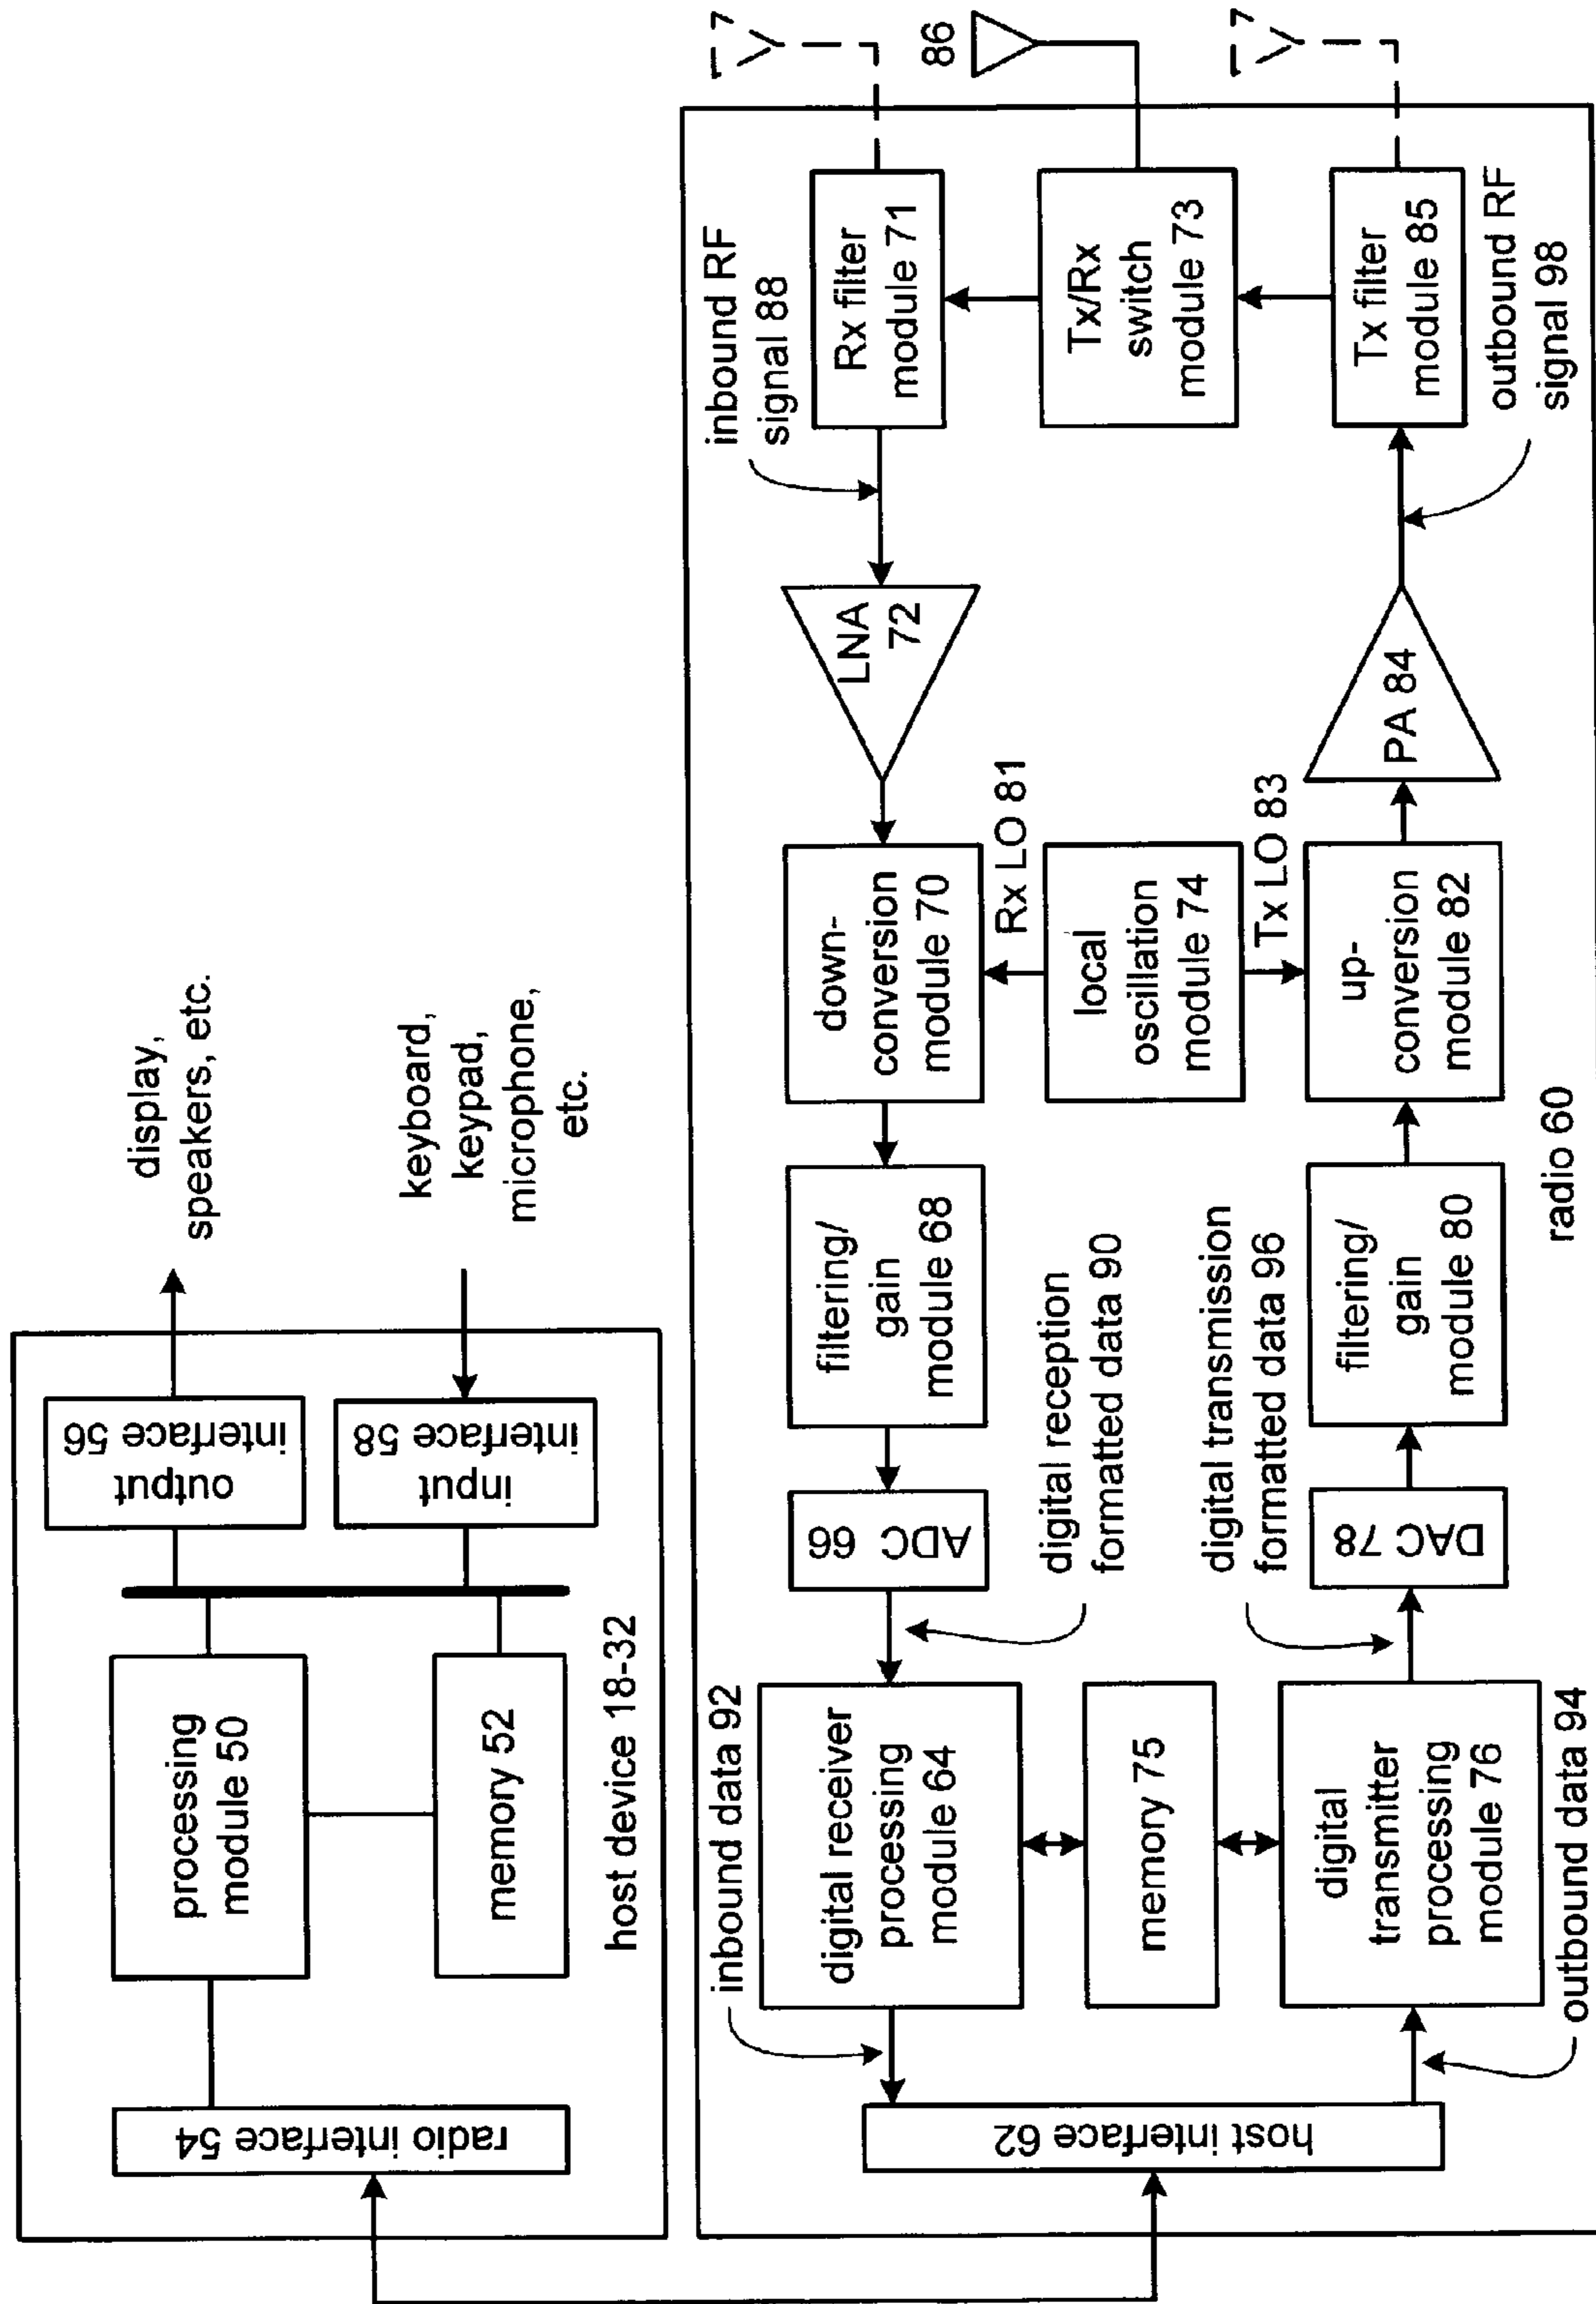 display,
speakers, etc.
keyboard,
keypad,
microphone,
etc.
output
interface 56
input
interface 58
processing
module 50
memory 52
radio interface 54
host device 18-32
86
inbound RF
signal 88
Rx filter
module 71
Tx/Rx
switch
module 73
Tx filter
module 85
outbound RF
signal 98
LNA
72
PA 84
down-
conversion
module 70
Rx LO 81
local
oscillation
module 74
Tx LO 83
up-
conversion
module 82
filtering/
gain
module 68
filtering/
gain
module 80
radio 60
ADC 66
digital reception
formatted data 90
digital transmission
formatted data 96
DAC 78
inbound data 92
digital receiver
processing
module 64
memory 75
digital
transmitter
processing
module 76
outbound data 94
host interface 62